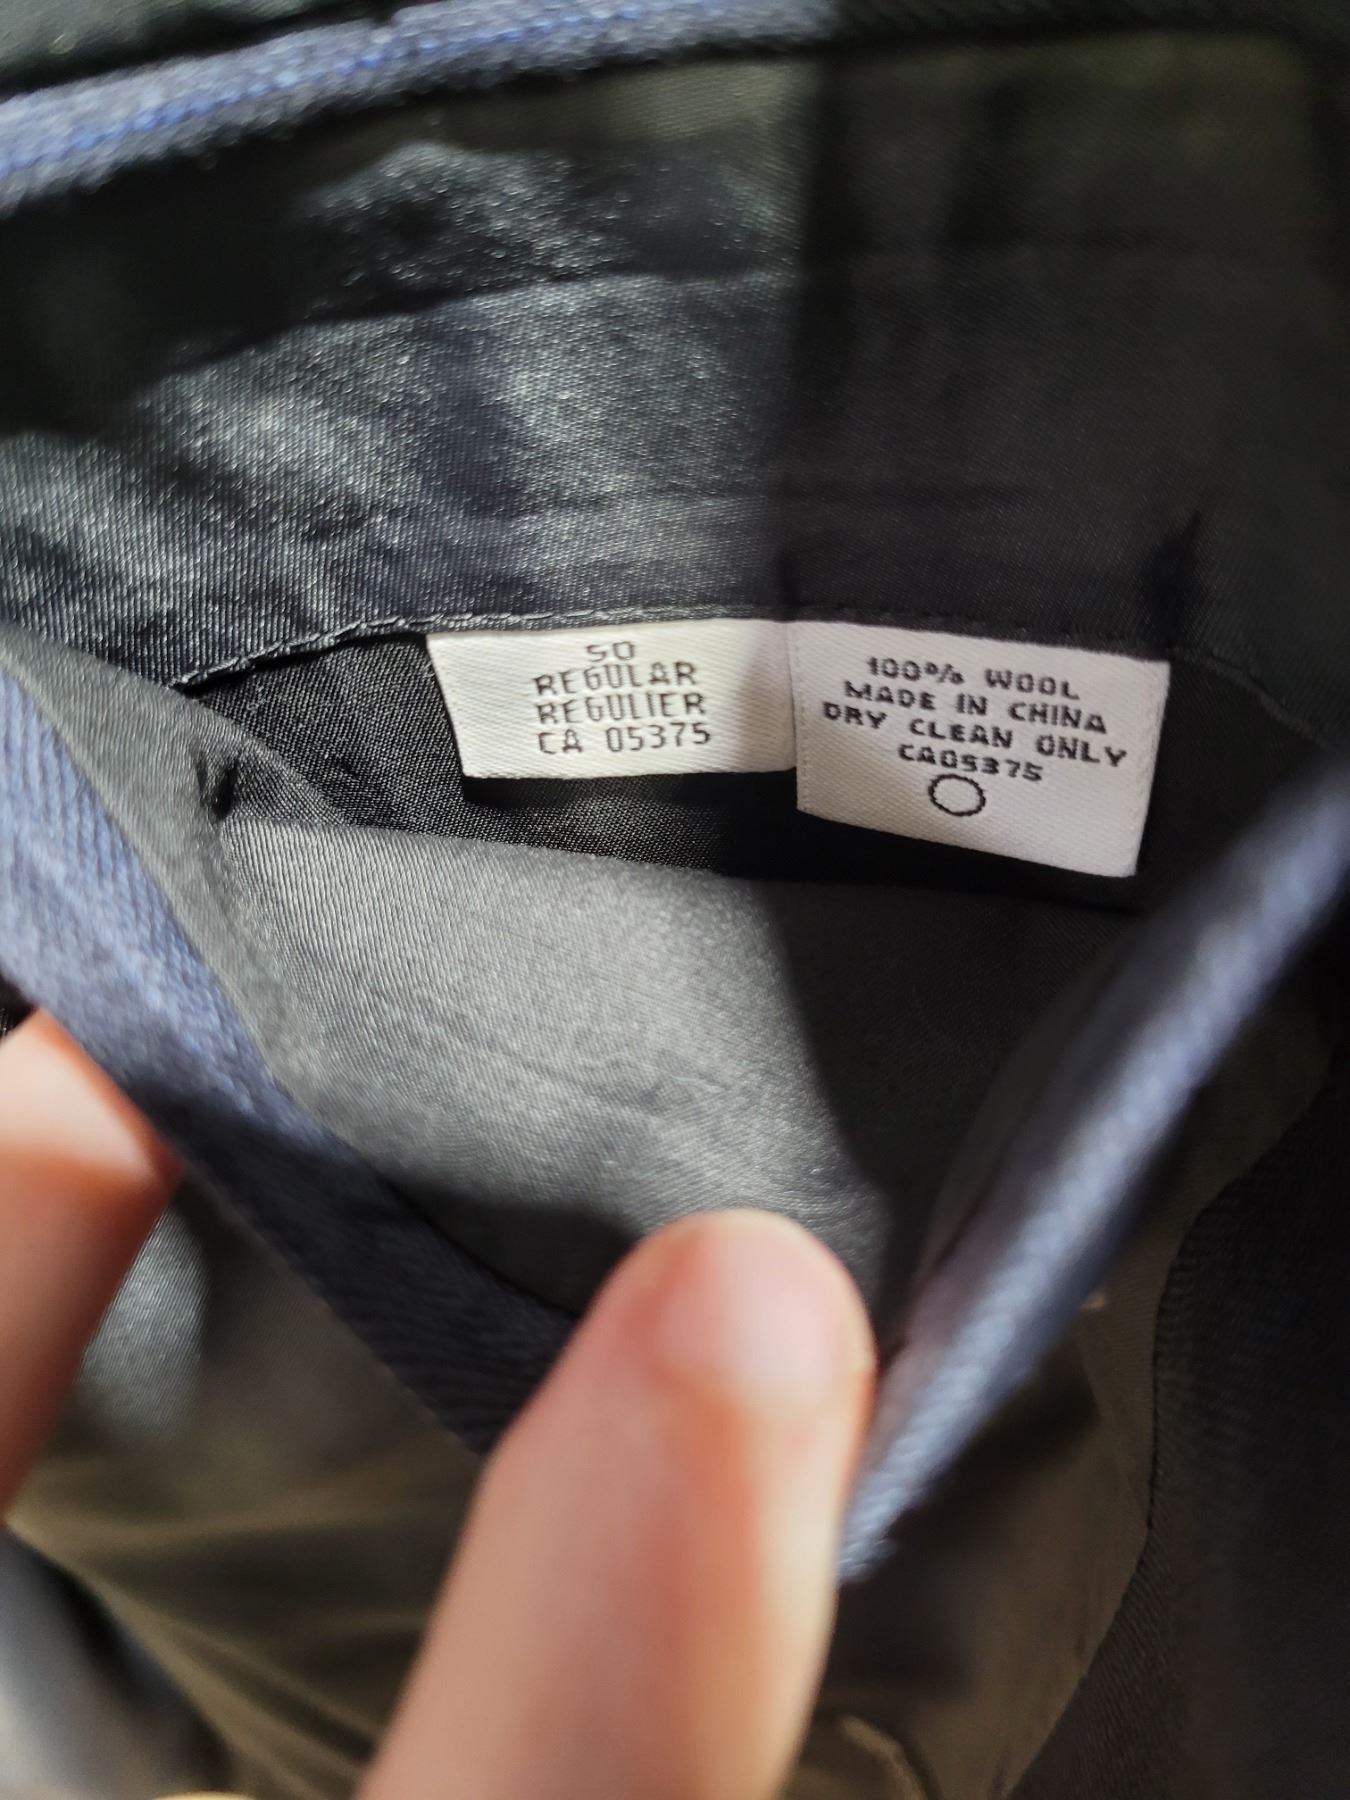 50
REGULAR
REGULIER
CA 05375
100% WOOL
MADE IN CHINA
DRY CLEAN ONLY
CA05375